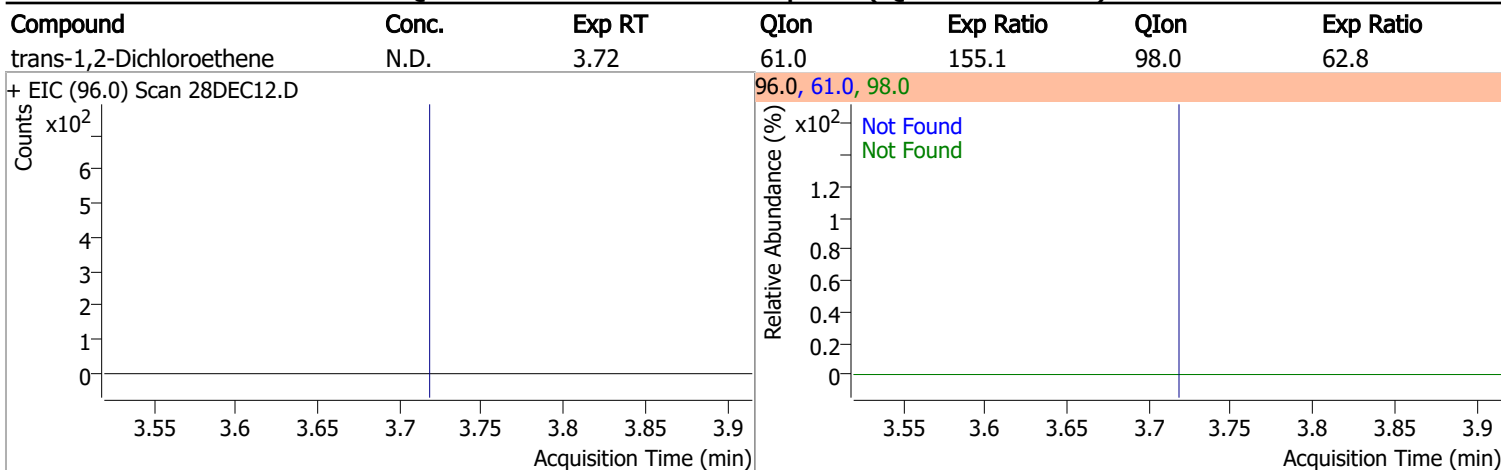 Compound Conc. Exp RT QIon Exp Ratio QIon Exp Ratio
trans-1,2-Dichloroethene N.D. 3.72 61.0 155.1 98.0 62.8
+ EIC (96.0) Scan 28DEC12.D
Counts
x10²
6
5
4
3
2
1
0
3.55 3.6 3.65 3.7 3.75 3.8 3.85 3.9
Acquisition Time (min)
96.0, 61.0, 98.0
Relative Abundance (%)
x10²
Not Found
Not Found
1.2
1
0.8
0.6
0.4
0.2
0
3.55 3.6 3.65 3.7 3.75 3.8 3.85 3.9
Acquisition Time (min)